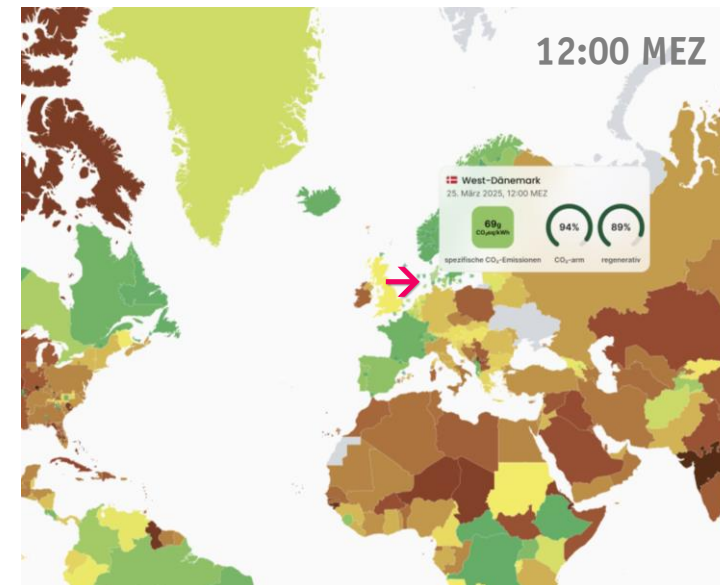 12:00 MEZ
West-Dänemark
25. März 2025, 12:00 MEZ
69g
CO₂eq/kWh
94%
89%
spezifische CO₂-Emissionen
CO₂-arm
regenerativ